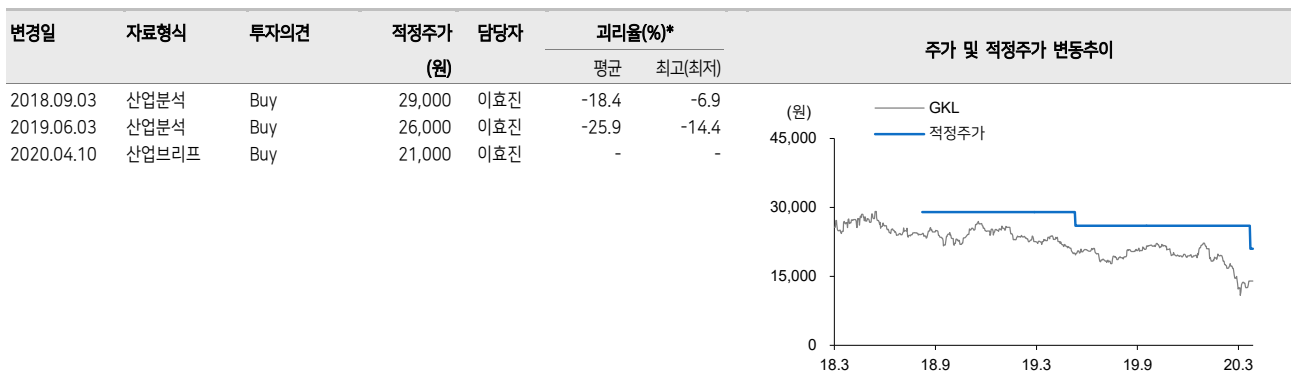 변경일 자료형식 투자의견 적정주가 담당자 괴리율(%)* 주가 및 적정주가 변동추이
(원) 평균 최고(최저)
2018.09.03 산업분석 Buy 29,000 이효진 -18.4 -6.9
2019.06.03 산업분석 Buy 26,000 이효진 -25.9 -14.4
2020.04.10 산업브리프 Buy 21,000 이효진 - -
(원)
GKL
적정주가
45,000
30,000
15,000
0
18.3 18.9 19.3 19.9 20.3